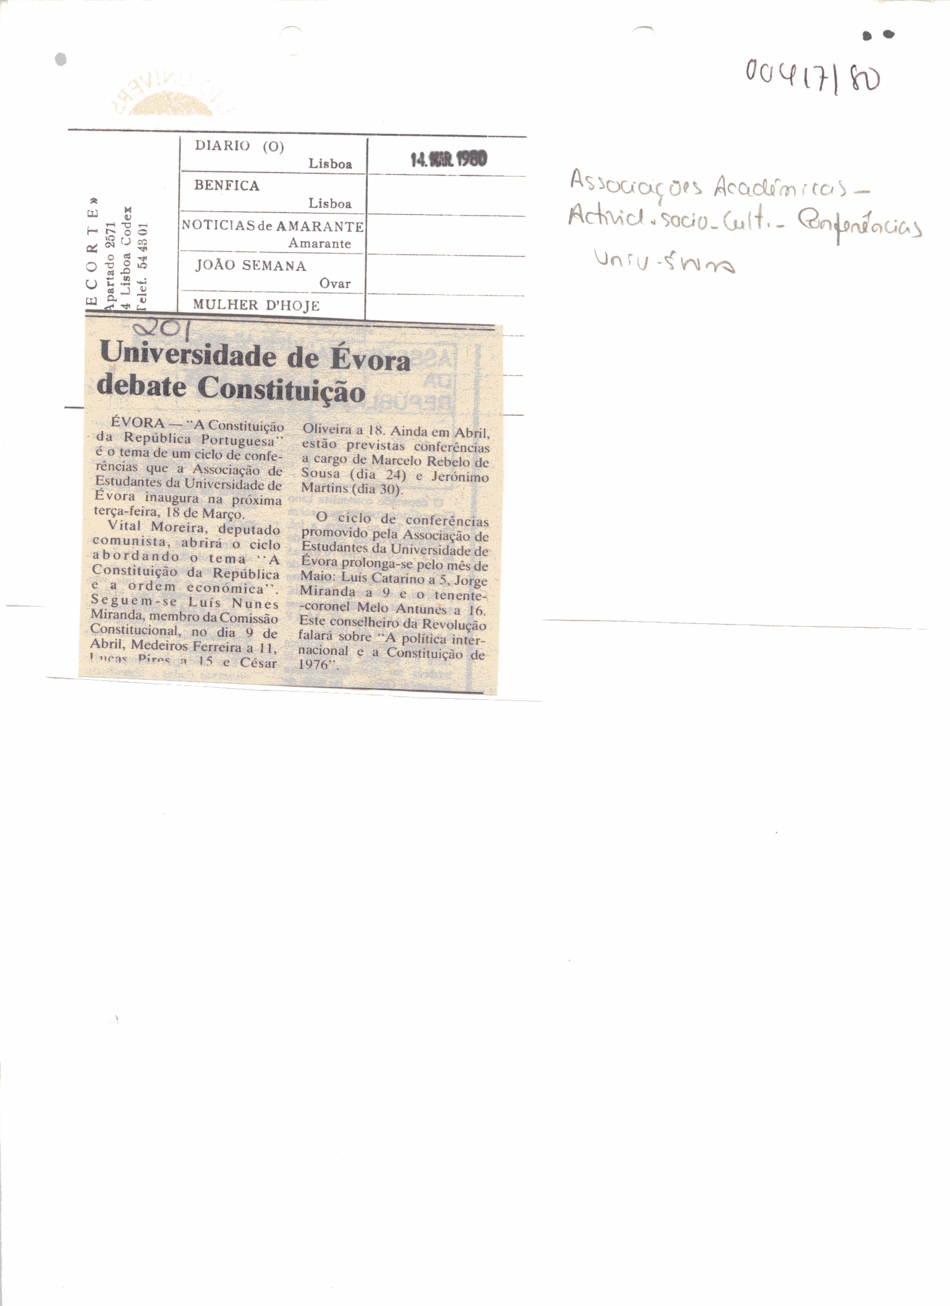 00417/80
DIARIO (O)
Lisboa
14. MAR. 1980
BENFICA
Lisboa
NOTICIAS de AMARANTE
Amarante
JOÃO SEMANA
Ovar
MULHER D'HOJE
ECORTE»
Apartado 2571
4 Lisboa Codex
Telef. 54 43 01
Associações Académicas –
Activid. socio-Cult. - Conferências
Univ. Évora
201
Universidade de Évora
debate Constituição
ÉVORA — "A Constituição
da República Portuguesa"
é o tema de um ciclo de confe-
rências que a Associação de
Estudantes da Universidade de
Évora inaugura na próxima
terça-feira, 18 de Março.
Vital Moreira, deputado
comunista, abrirá o ciclo
abordando o tema "A
Constituição da República
e a ordem económica".
Seguem-se Luís Nunes
Miranda, membro da Comissão
Constitucional, no dia 9 de
Abril, Medeiros Ferreira a 11,
Lucas Pires a 15 e César
Oliveira a 18. Ainda em Abril,
estão previstas conferências
a cargo de Marcelo Rebelo de
Sousa (dia 24) e Jerónimo
Martins (dia 30).
O ciclo de conferências
promovido pela Associação de
Estudantes da Universidade de
Évora prolonga-se pelo mês de
Maio: Luís Catarino a 5, Jorge
Miranda a 9 e o tenente-
-coronel Melo Antunes a 16.
Este conselheiro da Revolução
falará sobre "A política inter-
nacional e a Constituição de
1976".